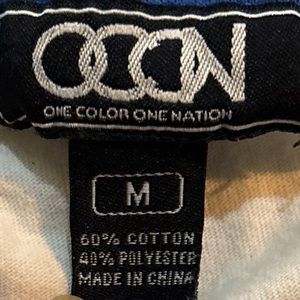 OCON
ONE COLOR ONE NATION
M
60% COTTON
40% POLYESTER
MADE IN CHINA